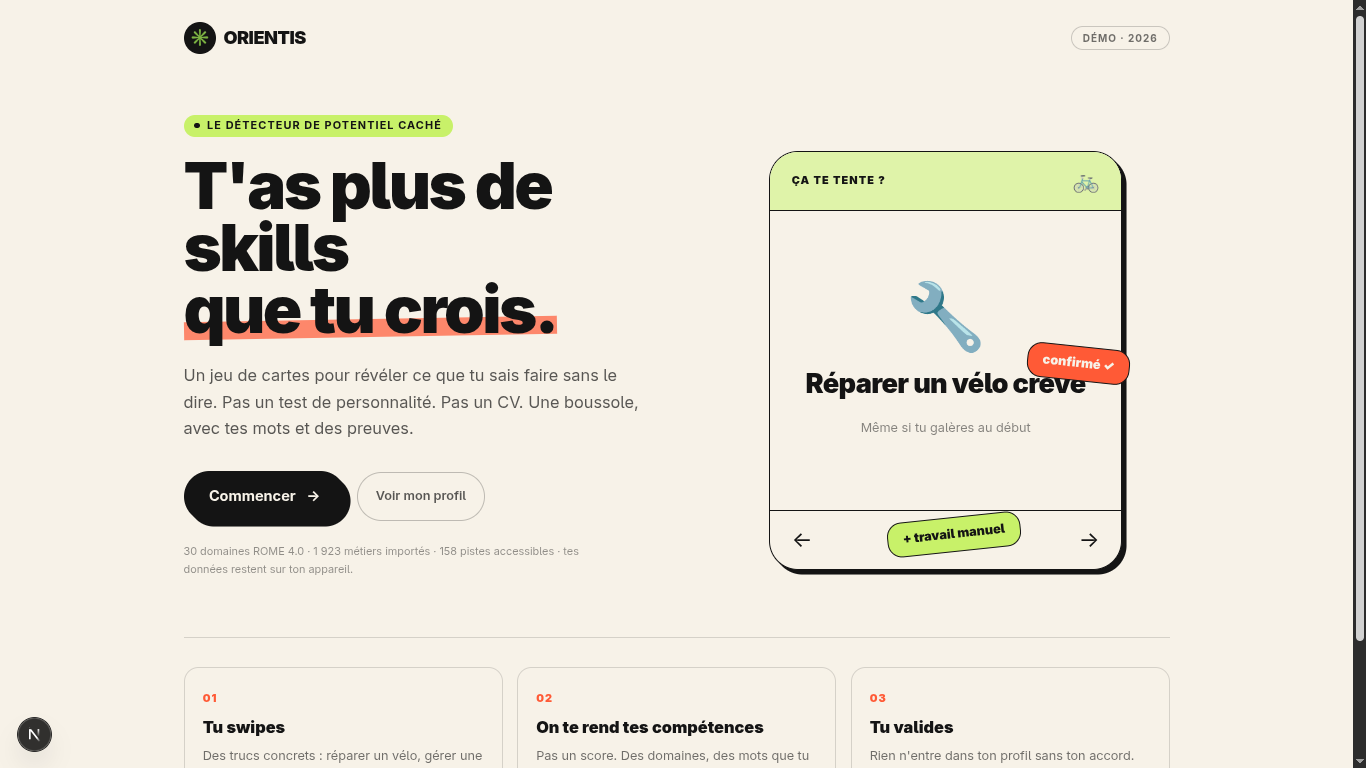 ORIENTIS
DÉMO · 2026
LE DÉTECTEUR DE POTENTIEL CACHÉ
T'as plus de
skills
que tu crois.
Un jeu de cartes pour révéler ce que tu sais faire sans le
dire. Pas un test de personnalité. Pas un CV. Une boussole,
avec tes mots et des preuves.
Commencer →
Voir mon profil
30 domaines ROME 4.0 · 1 923 métiers importés · 158 pistes accessibles · tes
données restent sur ton appareil.
ÇA TE TENTE ?
confirmé ✓
Réparer un vélo crevé
Même si tu galères au début
← + travail manuel →
01
Tu swipes
Des trucs concrets : réparer un vélo, gérer une
02
On te rend tes compétences
Pas un score. Des domaines, des mots que tu
03
Tu valides
Rien n'entre dans ton profil sans ton accord.
N